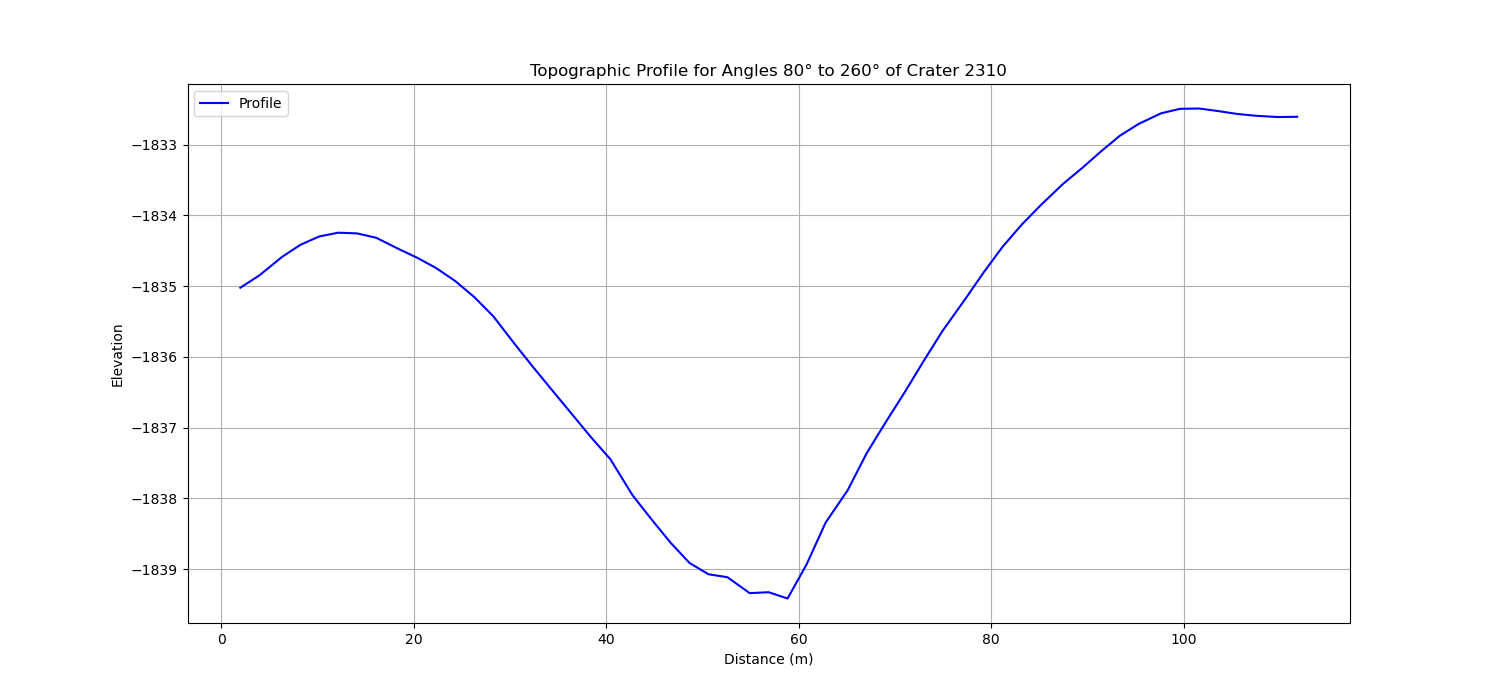 Topographic Profile for Angles 80° to 260° of Crater 2310
Profile
−1833
−1834
−1835
−1836
−1837
−1838
−1839
Elevation
0 20 40 60 80 100
Distance (m)